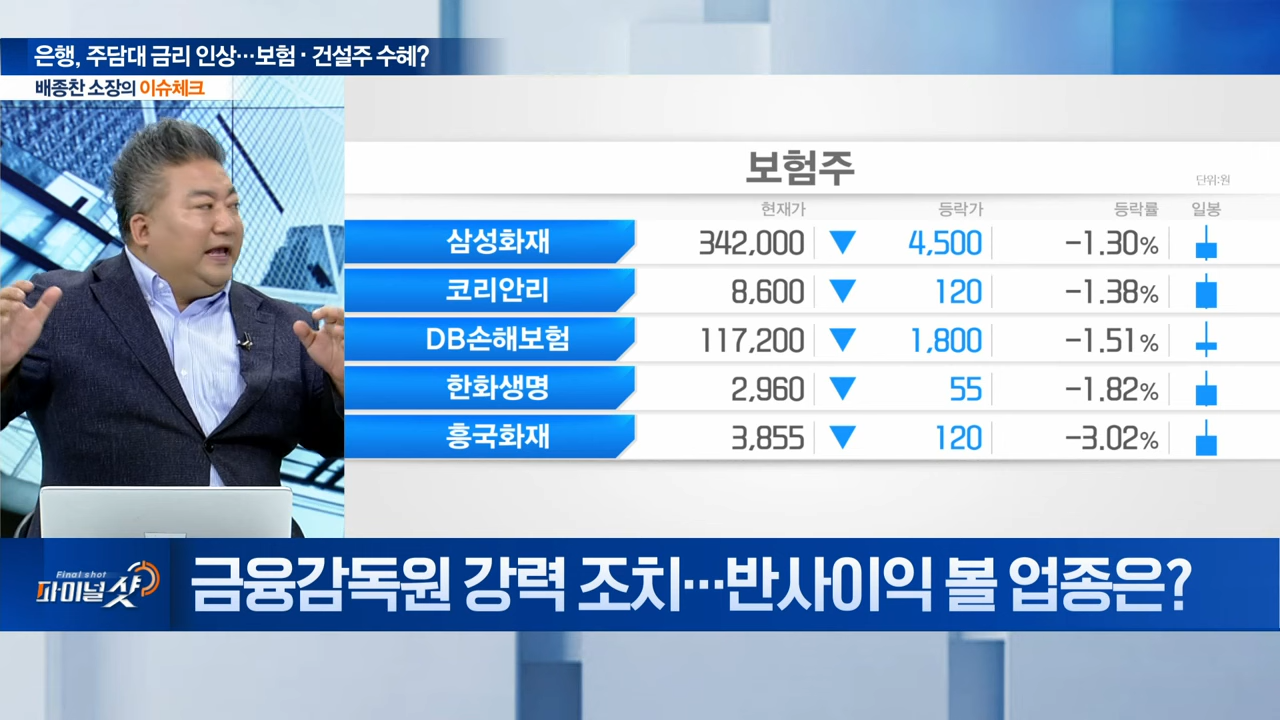 은행, 주담대 금리 인상…보험·건설주 수혜?
배종찬 소장의 이슈체크
보험주
단위:원
현재가 등락가 등락률 일봉
삼성화재 342,000 ▼ 4,500 -1.30%
코리안리 8,600 ▼ 120 -1.38%
DB손해보험 117,200 ▼ 1,800 -1.51%
한화생명 2,960 ▼ 55 -1.82%
흥국화재 3,855 ▼ 120 -3.02%
Final shot
파이널샷
금융감독원 강력 조치…반사이익 볼 업종은?